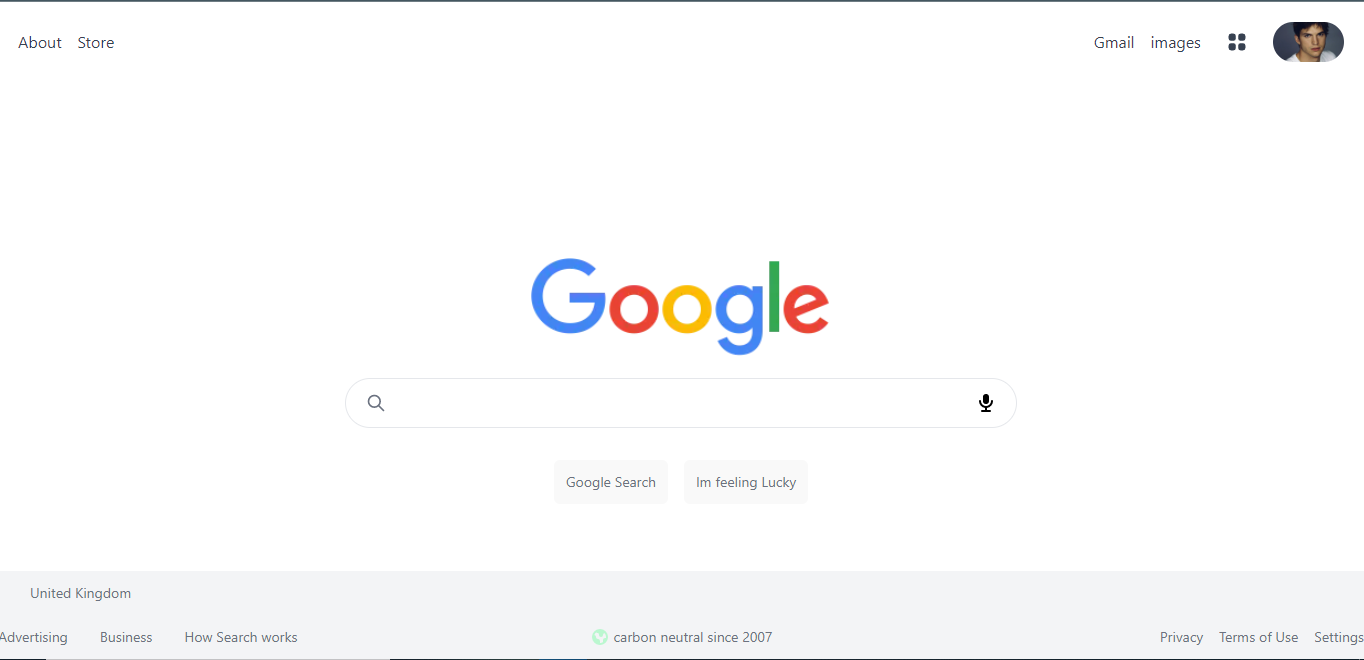 About Store Gmail images
Google
Google Search Im feeling Lucky
United Kingdom
Advertising Business How Search works carbon neutral since 2007 Privacy Terms of Use Settings